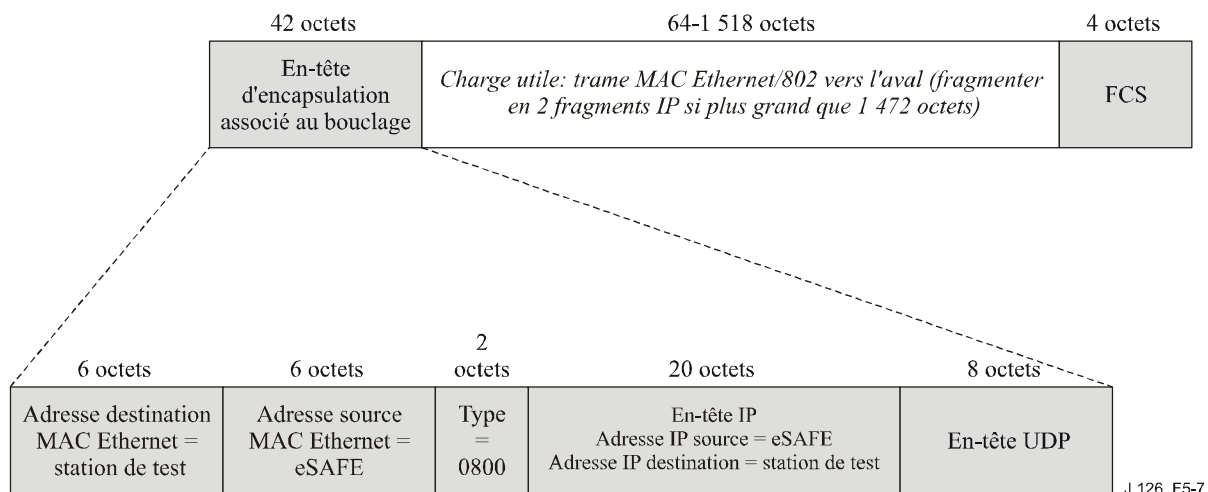 42 octets
64-1 518 octets
4 octets
En-tête
d'encapsulation
associé au bouclage
Charge utile: trame MAC Ethernet/802 vers l'aval (fragmenter
en 2 fragments IP si plus grand que 1 472 octets)
FCS
6 octets
6 octets
2
octets
20 octets
8 octets
Adresse destination
MAC Ethernet =
station de test
Adresse source
MAC Ethernet =
eSAFE
Type
=
0800
En-tête IP
Adresse IP source = eSAFE
Adresse IP destination = station de test
En-tête UDP
J.126_F5-7